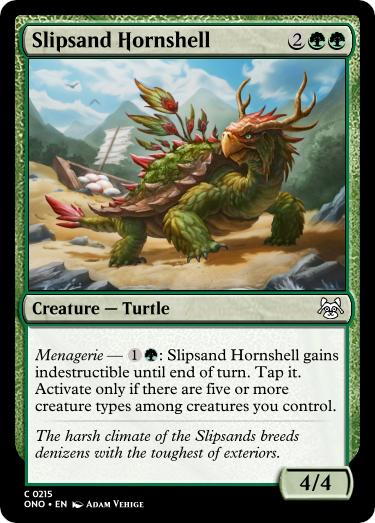 Slipsand Hornshell 2
Creature — Turtle
Menagerie — 1: Slipsand Hornshell gains
indestructible until end of turn. Tap it.
Activate only if there are five or more
creature types among creatures you control.
The harsh climate of the Slipsands breeds
denizens with the toughest of exteriors.
4/4
C 0215
ONO • EN Adam Vehige